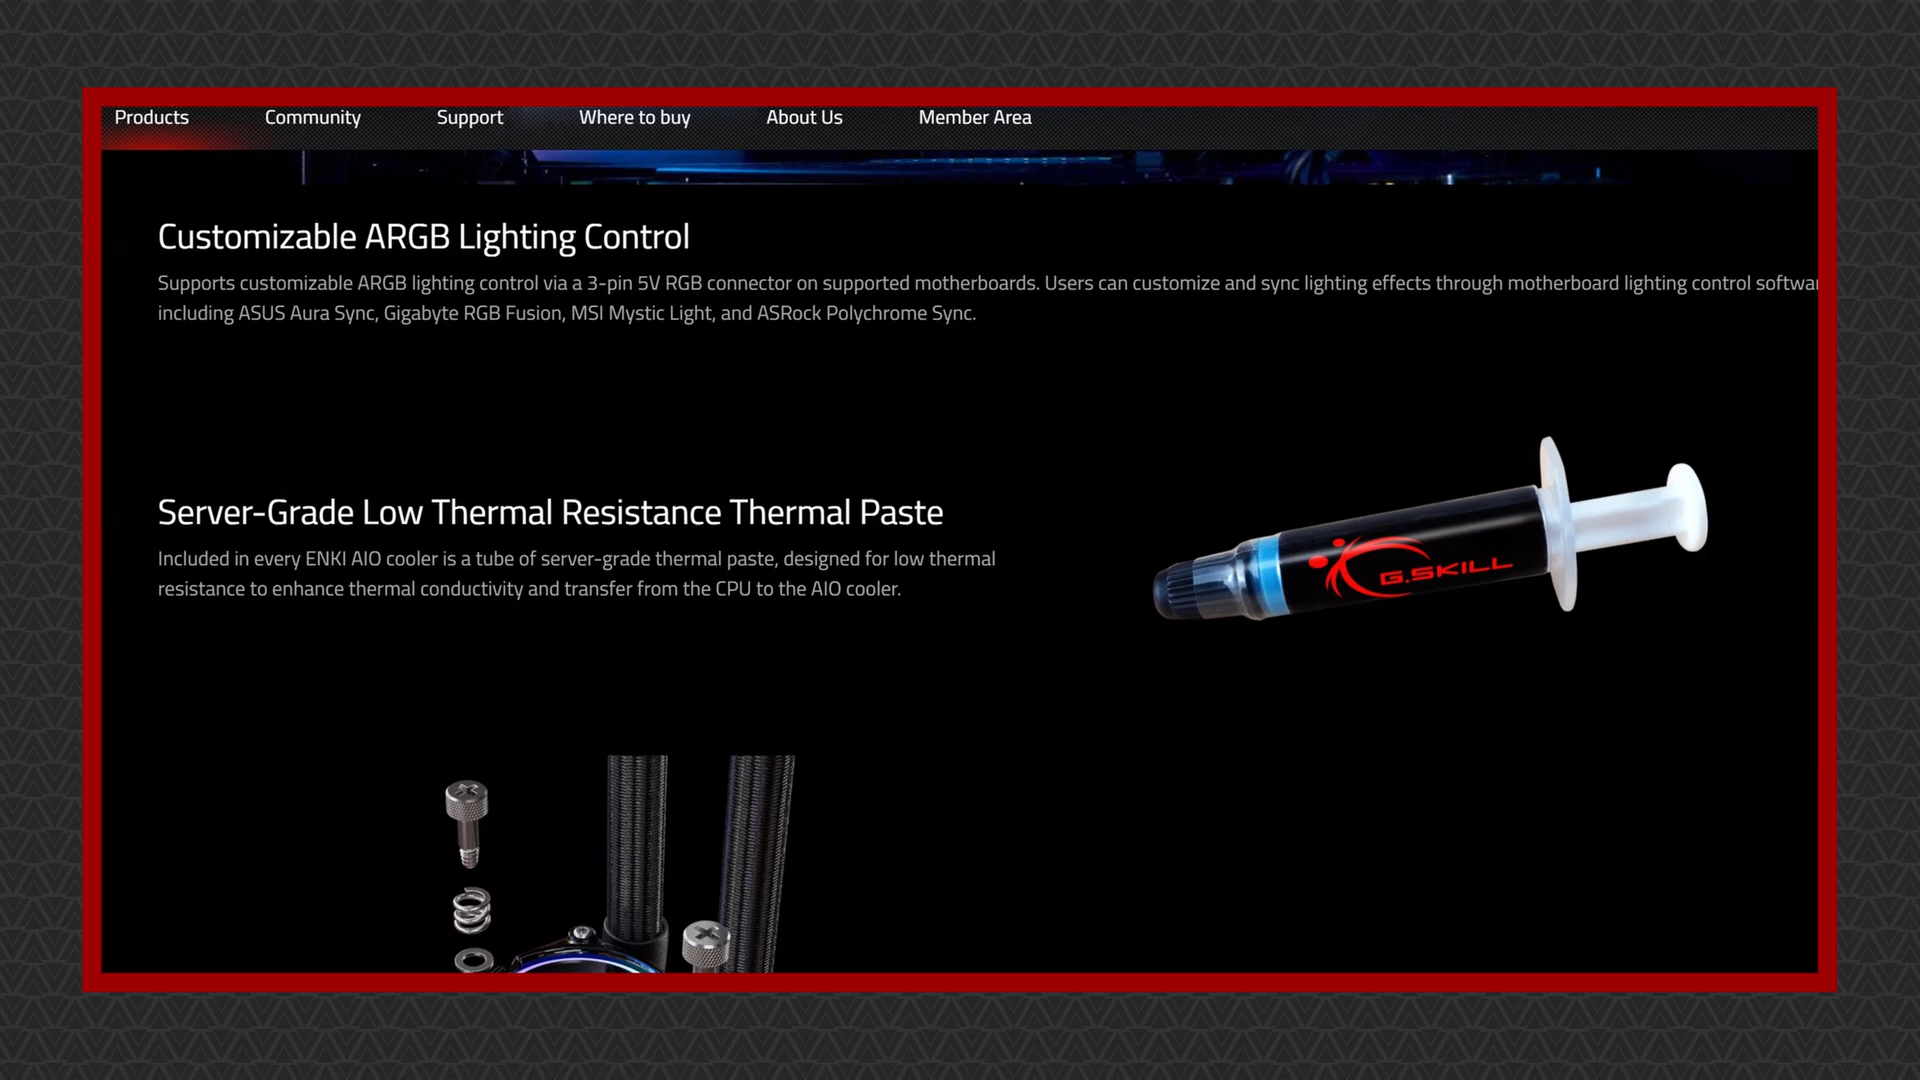 Products Community Support Where to buy About Us Member Area
Customizable ARGB Lighting Control
Supports customizable ARGB lighting control via a 3-pin 5V RGB connector on supported motherboards. Users can customize and sync lighting effects through motherboard lighting control
including ASUS Aura Sync, Gigabyte RGB Fusion, MSI Mystic Light, and ASRock Polychrome Sync.
Server-Grade Low Thermal Resistance Thermal Paste
Included in every ENKI AIO cooler is a tube of server-grade thermal paste, designed for low thermal
resistance to enhance thermal conductivity and transfer from the CPU to the AIO cooler.
G.SKILL